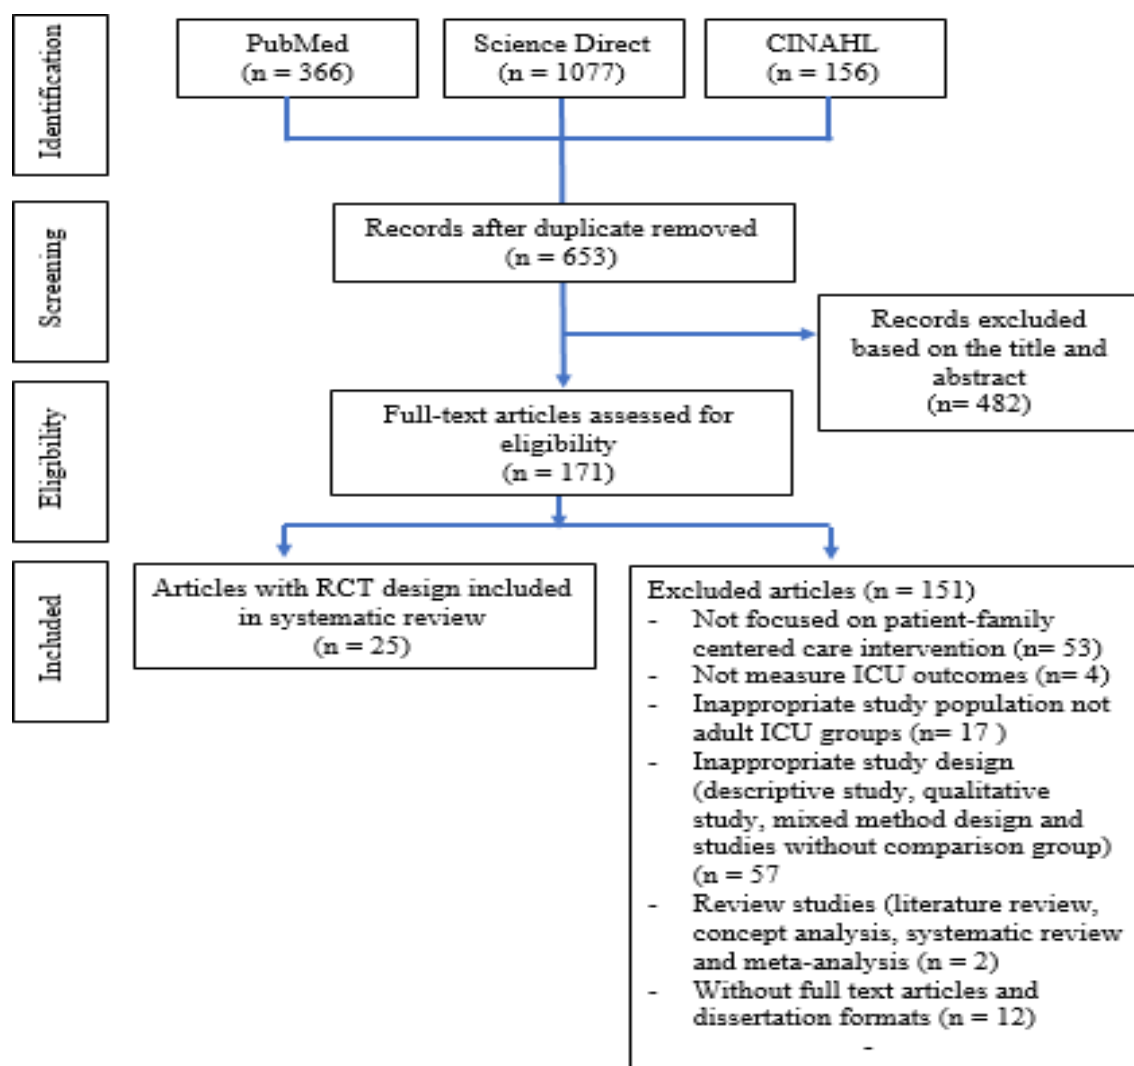 Identification
PubMed
(n = 366)
Science Direct
(n = 1077)
CINAHL
(n = 156)
Screening
Records after duplicate removed
(n = 653)
Records excluded
based on the title and
abstract
(n= 482)
Eligibility
Full-text articles assessed for
eligibility
(n = 171)
Included
Articles with RCT design included
in systematic review
(n = 25)
Excluded articles (n = 151)
- Not focused on patient-family
centered care intervention (n= 53)
- Not measure ICU outcomes (n= 4)
- Inappropriate study population not
adult ICU groups (n= 17 )
- Inappropriate study design
(descriptive study, qualitative
study, mixed method design and
studies without comparison group)
(n = 57
- Review studies (literature review,
concept analysis, systematic review
and meta-analysis (n = 2)
- Without full text articles and
dissertation formats (n = 12)
-